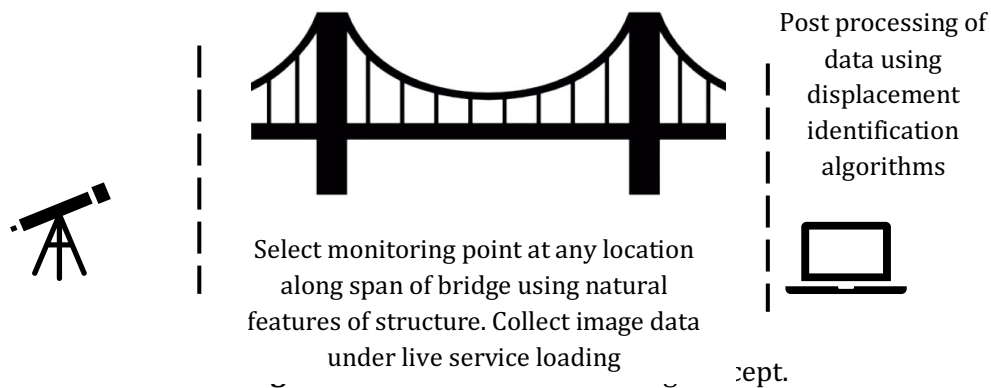 Post processing of
data using
displacement
identification
algorithms
Select monitoring point at any location
along span of bridge using natural
features of structure. Collect image data
under live service loading